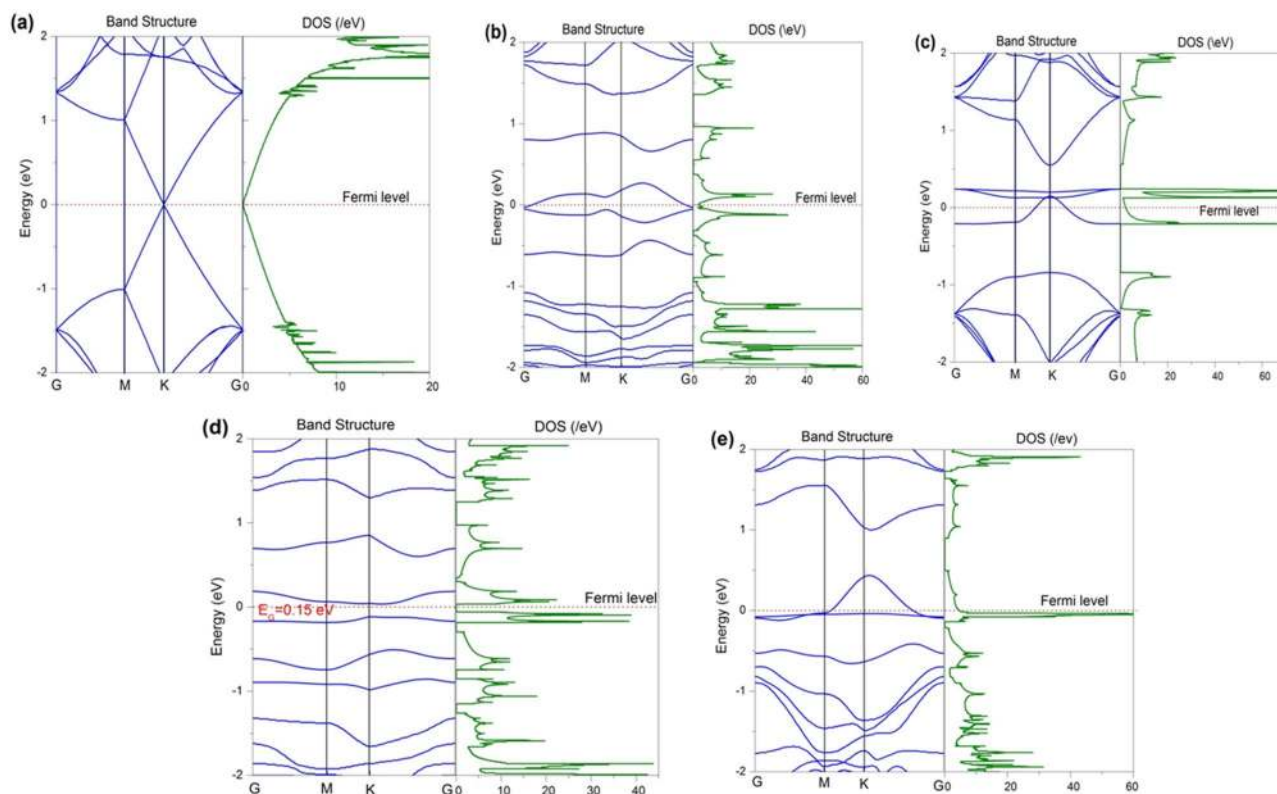 (a)
Band Structure
DOS (/eV)
2
1
0
-1
-2
Energy (eV)
Fermi level
G
M
K
G
0
10
20
(b)
Band Structure
DOS (\eV)
2
1
0
-1
-2
Energy (eV)
Fermi level
G
M
K
G
0
20
40
60
(c)
Band Structure
DOS (\eV)
2
1
0
-1
-2
Energy (eV)
Fermi level
G
M
K
G
0
20
40
60
(d)
Band Structure
DOS (/eV)
2
1
0
-1
-2
Energy (eV)
E_G=0.15 eV
Fermi level
G
M
K
G
0
10
20
30
40
(e)
Band Structure
DOS (/ev)
2
1
0
-1
-2
Energy (eV)
Fermi level
G
M
K
G
0
20
40
60